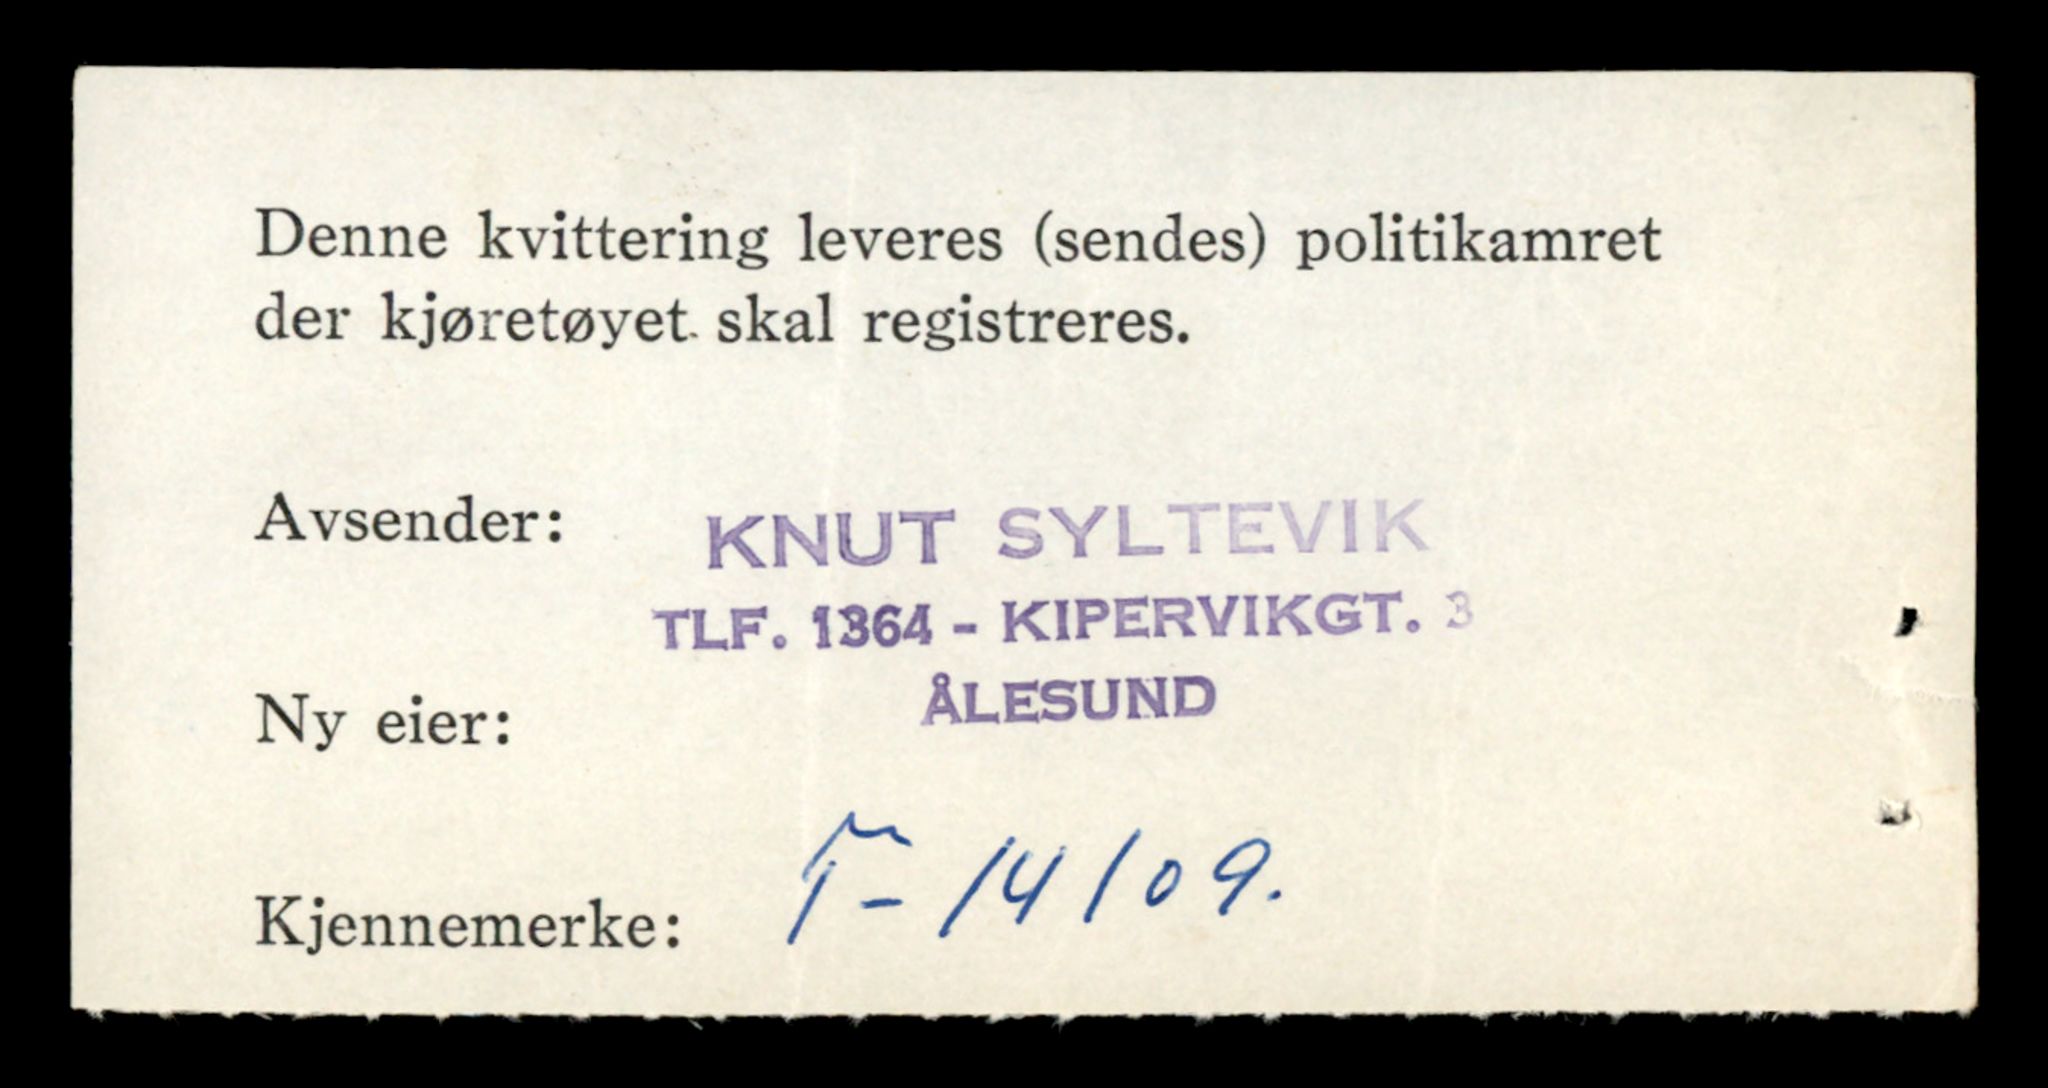 Denne kvittering leveres (sendes) politikamret
der kjøretøyet skal registreres.
Avsender:
KNUT SYLTEVIK
TLF. 1364 - KIPERVIKGT. 3
ÅLESUND
Ny eier:
Kjennemerke: T- 14109.